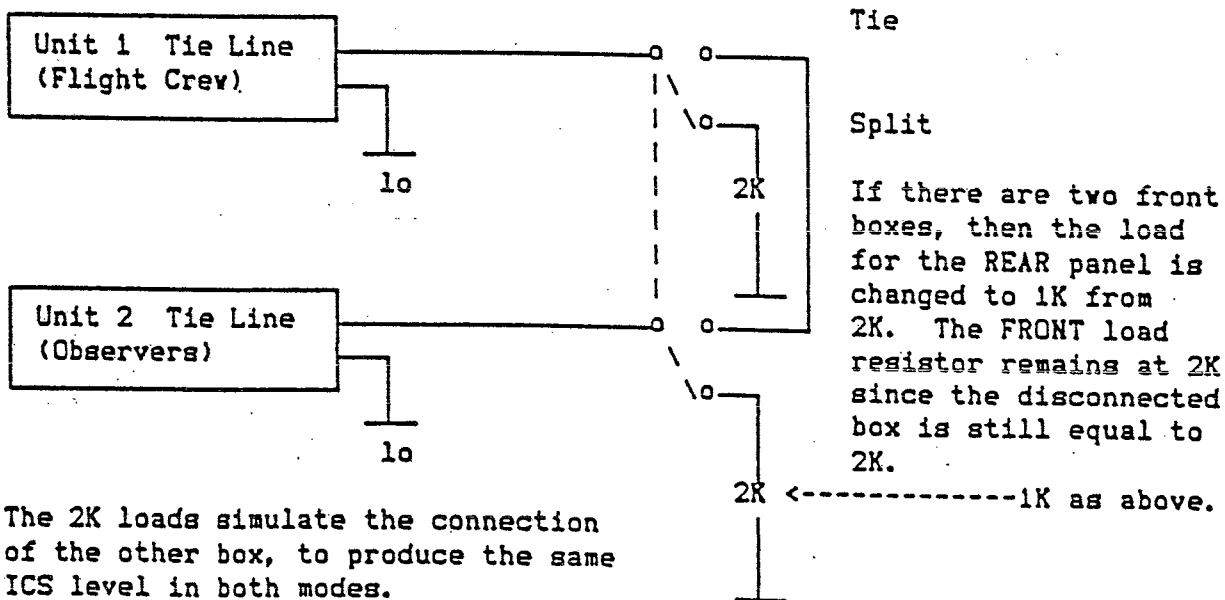 Tie
Unit 1 Tie Line
(Flight Crew)
lo
Split
2K
If there are two front
boxes, then the load
for the REAR panel is
changed to 1K from
2K. The FRONT load
resistor remains at 2K
since the disconnected
box is still equal to
2K.
Unit 2 Tie Line
(Observers)
lo
2K <-------------1K as above.
The 2K loads simulate the connection
of the other box, to produce the same
ICS level in both modes.